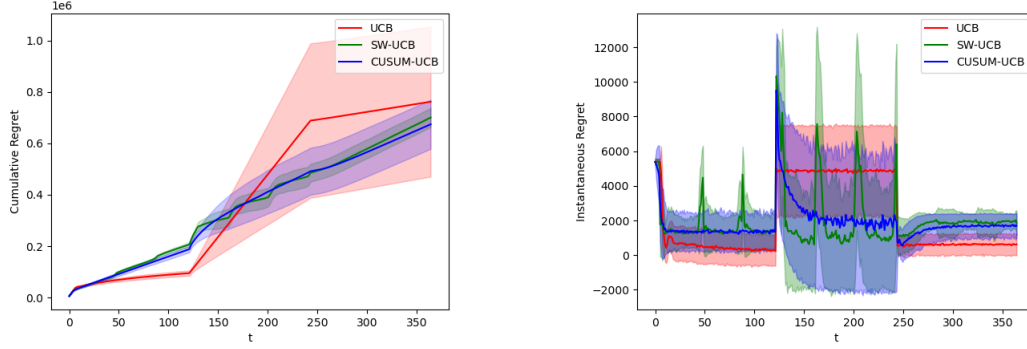 1e6
UCB
SW-UCB
CUSUM-UCB
Cumulative Regret
1.0
0.8
0.6
0.4
0.2
0.0
0 50 100 150 200 250 300 350
t
UCB
SW-UCB
CUSUM-UCB
Instantaneous Regret
12000
10000
8000
6000
4000
2000
0
−2000
0 50 100 150 200 250 300 350
t